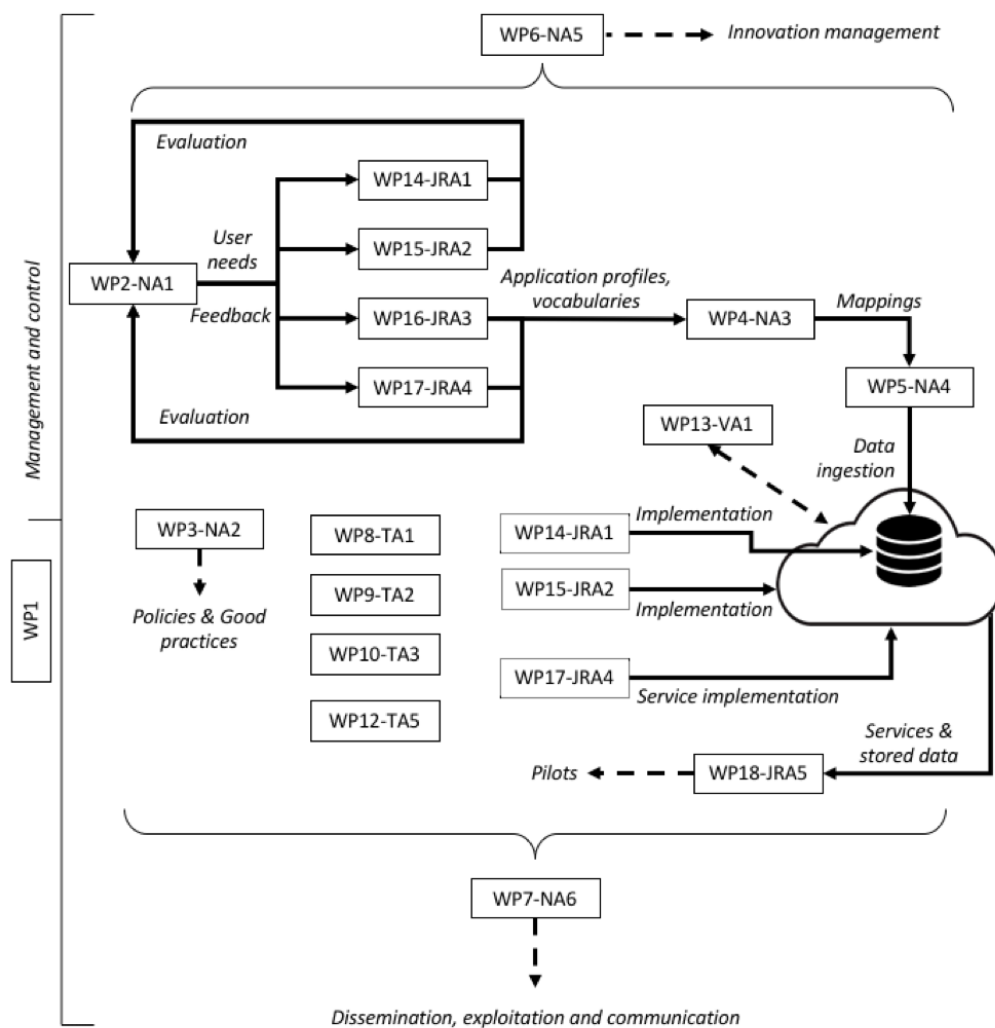 WP6-NA5
Innovation management
Evaluation
WP14-JRA1
User
needs
WP15-JRA2
WP2-NA1
Feedback
WP16-JRA3
Application profiles,
vocabularies
WP4-NA3
Mappings
WP17-JRA4
WP5-NA4
Evaluation
WP13-VA1
Data
ingestion
Management and control
WP1
WP3-NA2
Policies & Good
practices
WP8-TA1
WP9-TA2
WP10-TA3
WP12-TA5
WP14-JRA1
Implementation
WP15-JRA2
Implementation
WP17-JRA4
Service implementation
Services &
stored data
Pilots
WP18-JRA5
WP7-NA6
Dissemination, exploitation and communication